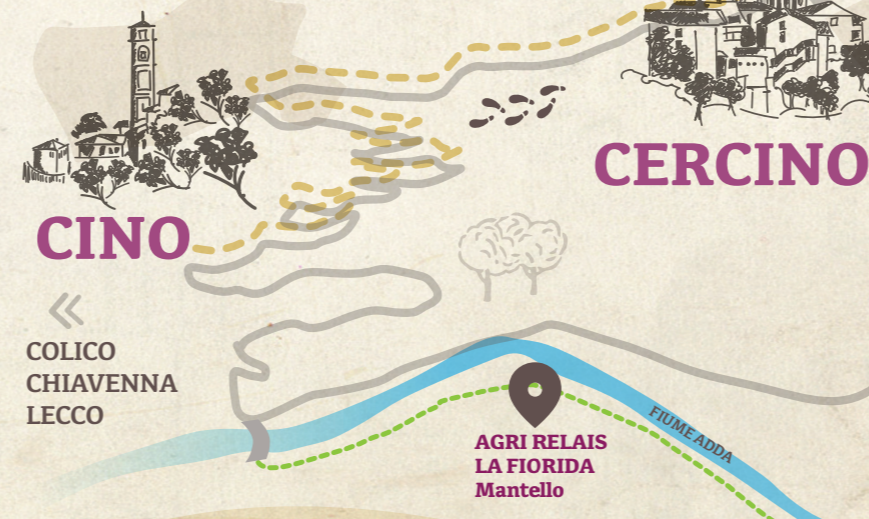 CERCINO
CINO
COLICO
CHIAVENNA
LECCO
FIUME ADDA
AGRI RELAIS
LA FIORIDA
Mantello